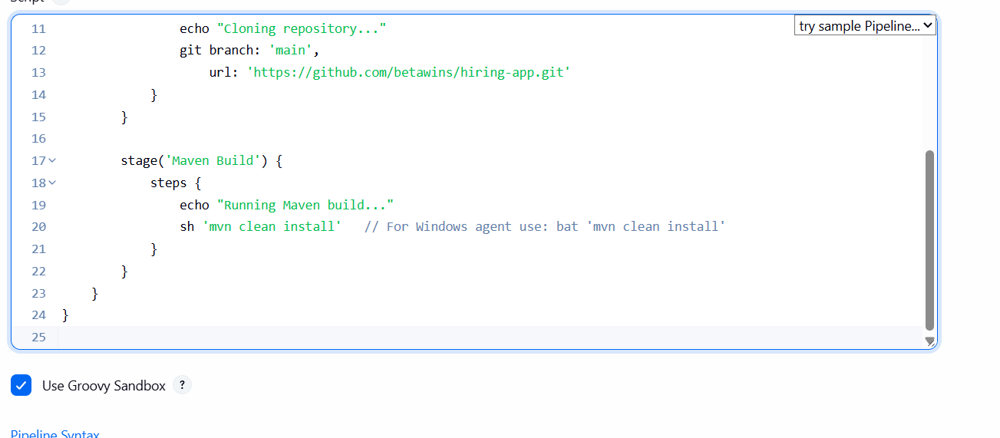 Script
try sample Pipeline...
11 echo "Cloning repository..."
12 git branch: 'main',
13 url: 'https://github.com/betawins/hiring-app.git'
14 }
15 }
16
17 stage('Maven Build') {
18 steps {
19 echo "Running Maven build..."
20 sh 'mvn clean install' // For Windows agent use: bat 'mvn clean install'
21 }
22 }
23 }
24 }
25
Use Groovy Sandbox ?
Pipeline Syntax